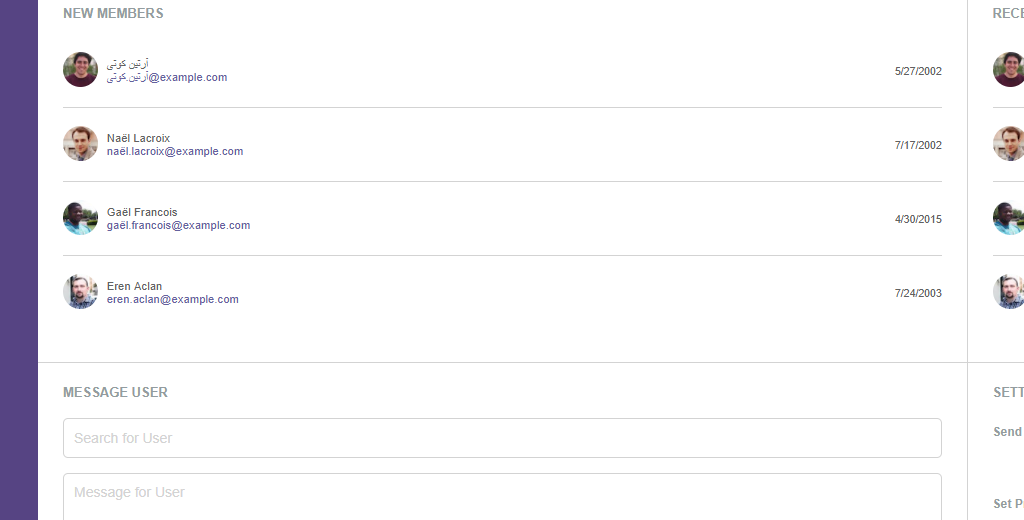 NEW MEMBERS
آرتین کوتی
آرتین.کوتی@example.com
5/27/2002
Naël Lacroix
naël.lacroix@example.com
7/17/2002
Gaël Francois
gaël.francois@example.com
4/30/2015
Eren Aclan
eren.aclan@example.com
7/24/2003
MESSAGE USER
Search for User
Message for User
RECE
SETT
Send
Set P